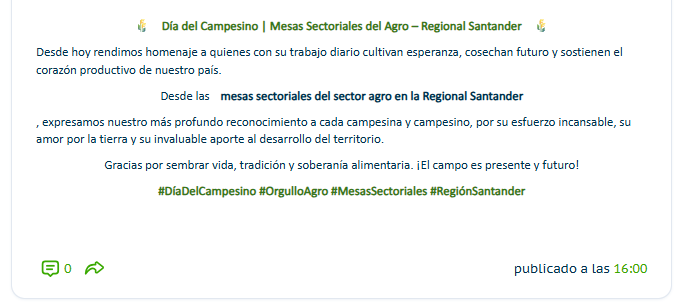 Día del Campesino | Mesas Sectoriales del Agro – Regional Santander
Desde hoy rendimos homenaje a quienes con su trabajo diario cultivan esperanza, cosechan futuro y sostienen el
corazón productivo de nuestro país.
Desde las mesas sectoriales del sector agro en la Regional Santander
, expresamos nuestro más profundo reconocimiento a cada campesina y campesino, por su esfuerzo incansable, su
amor por la tierra y su invaluable aporte al desarrollo del territorio.
Gracias por sembrar vida, tradición y soberanía alimentaria. ¡El campo es presente y futuro!
#DíaDelCampesino #OrgulloAgro #MesasSectoriales #RegiónSantander
0 publicado a las 16:00